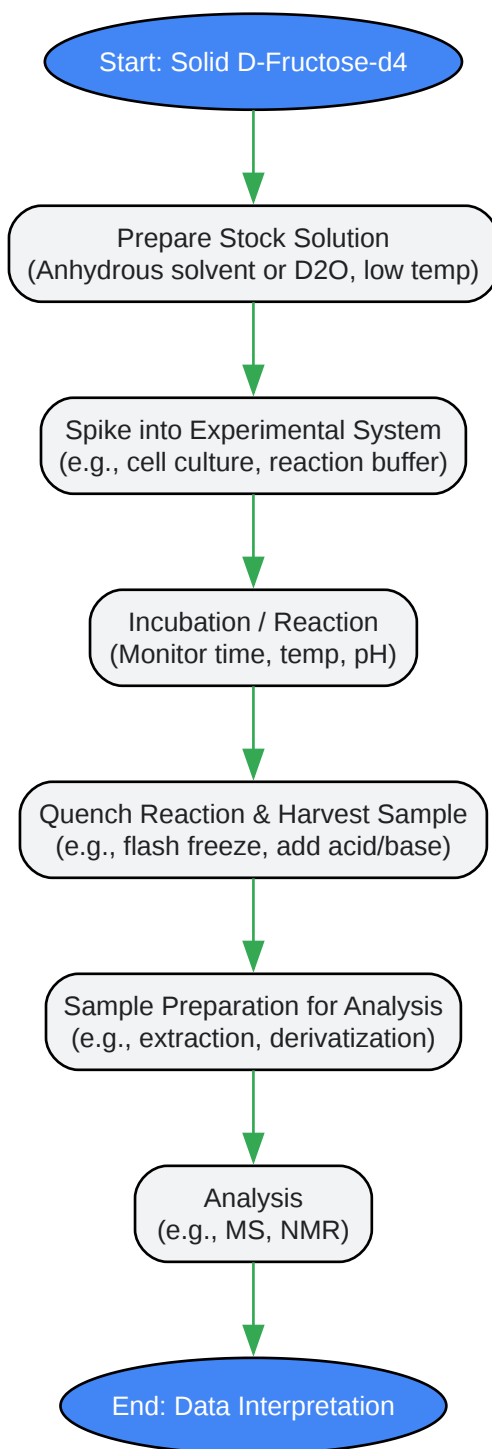 Start: Solid D-Fructose-d4
Prepare Stock Solution
(Anhydrous solvent or D2O, low temp)
Spike into Experimental System
(e.g., cell culture, reaction buffer)
Incubation / Reaction
(Monitor time, temp, pH)
Quench Reaction & Harvest Sample
(e.g., flash freeze, add acid/base)
Sample Preparation for Analysis
(e.g., extraction, derivatization)
Analysis
(e.g., MS, NMR)
End: Data Interpretation